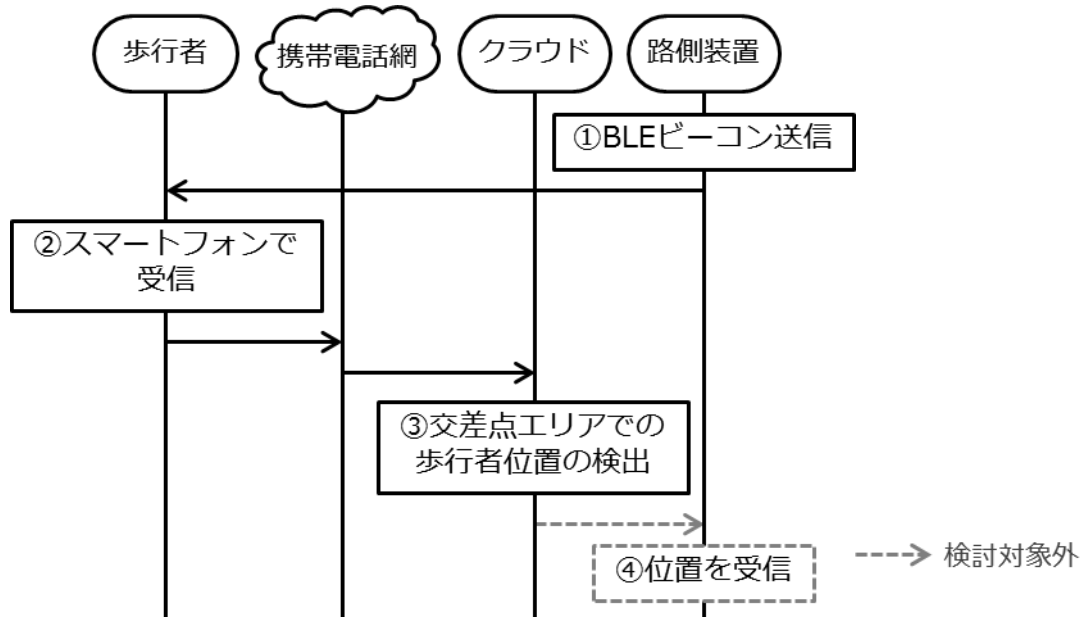 歩行者
携帯電話網
クラウド
路側装置
①BLEビーコン送信
②スマートフォンで
受信
③交差点エリアでの
歩行者位置の検出
④位置を受信
検討対象外